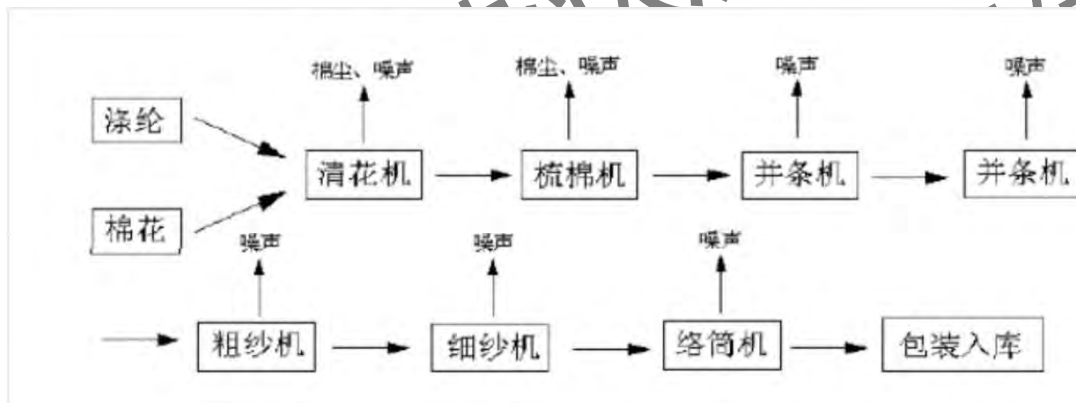 棉尘、噪声 棉尘、噪声 噪声 噪声
涤纶
清花机 梳棉机 并条机 并条机
棉花
噪声 噪声 噪声
粗纱机 细纱机 络筒机 包装入库